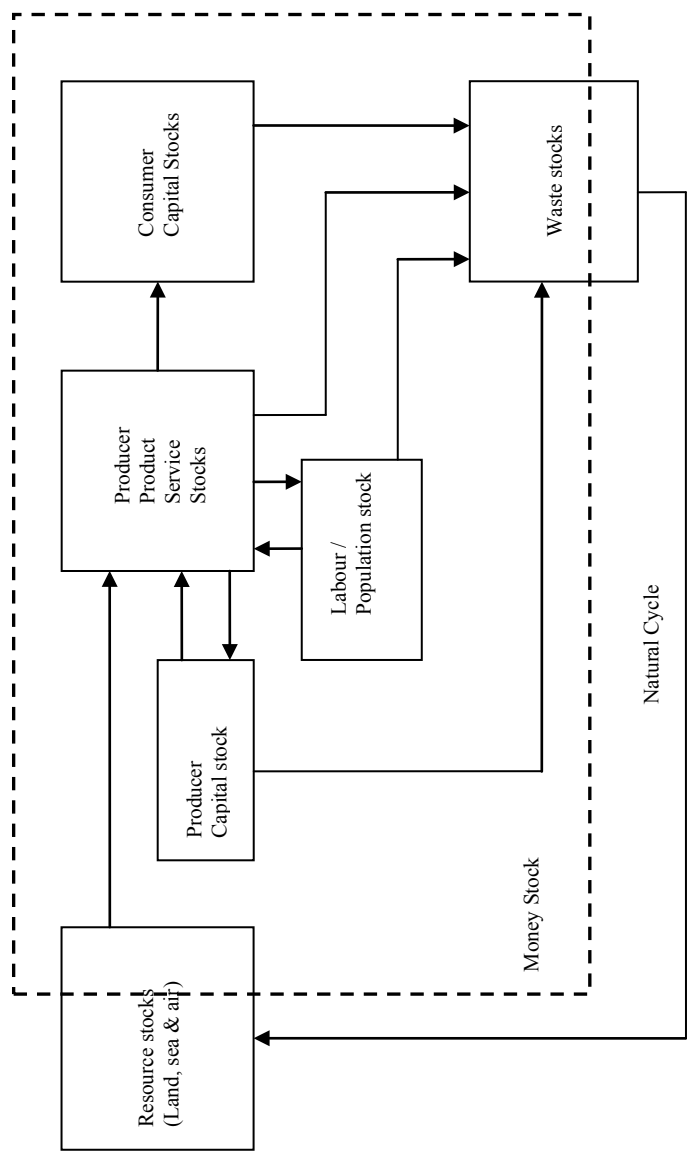 Resource stocks
(Land, sea & air)
Producer
Capital stock
Producer
Product
Service
Stocks
Labour /
Population stock
Consumer
Capital Stocks
Waste stocks
Money Stock
Natural Cycle